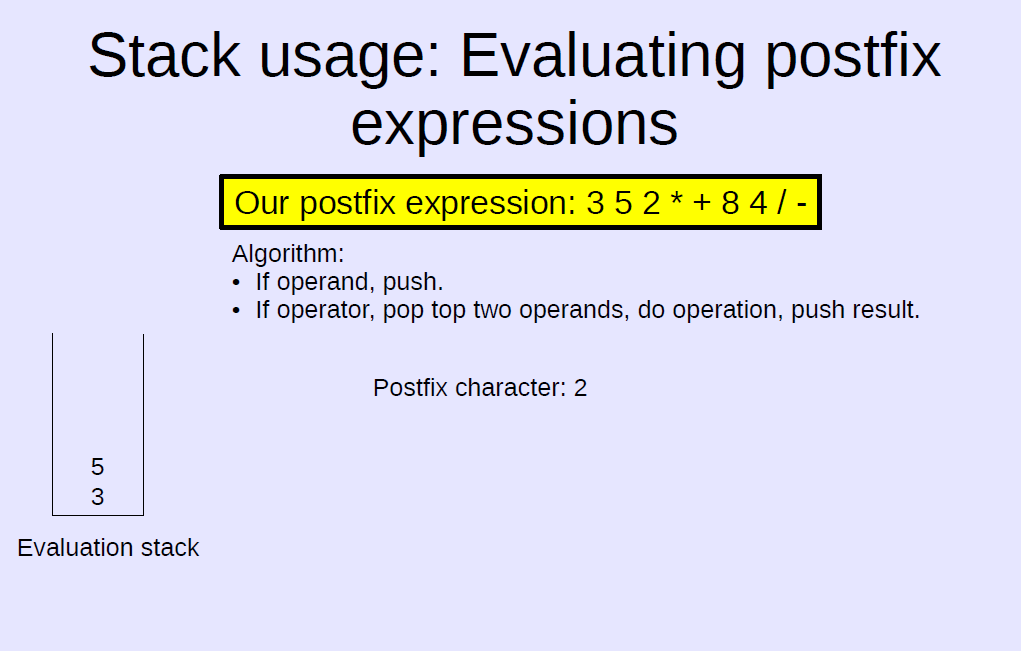 Stack usage: Evaluating postfix
expressions
Our postfix expression: 3 5 2 * + 8 4 / -
Algorithm:
• If operand, push.
• If operator, pop top two operands, do operation, push result.
Postfix character: 2
5
3
Evaluation stack